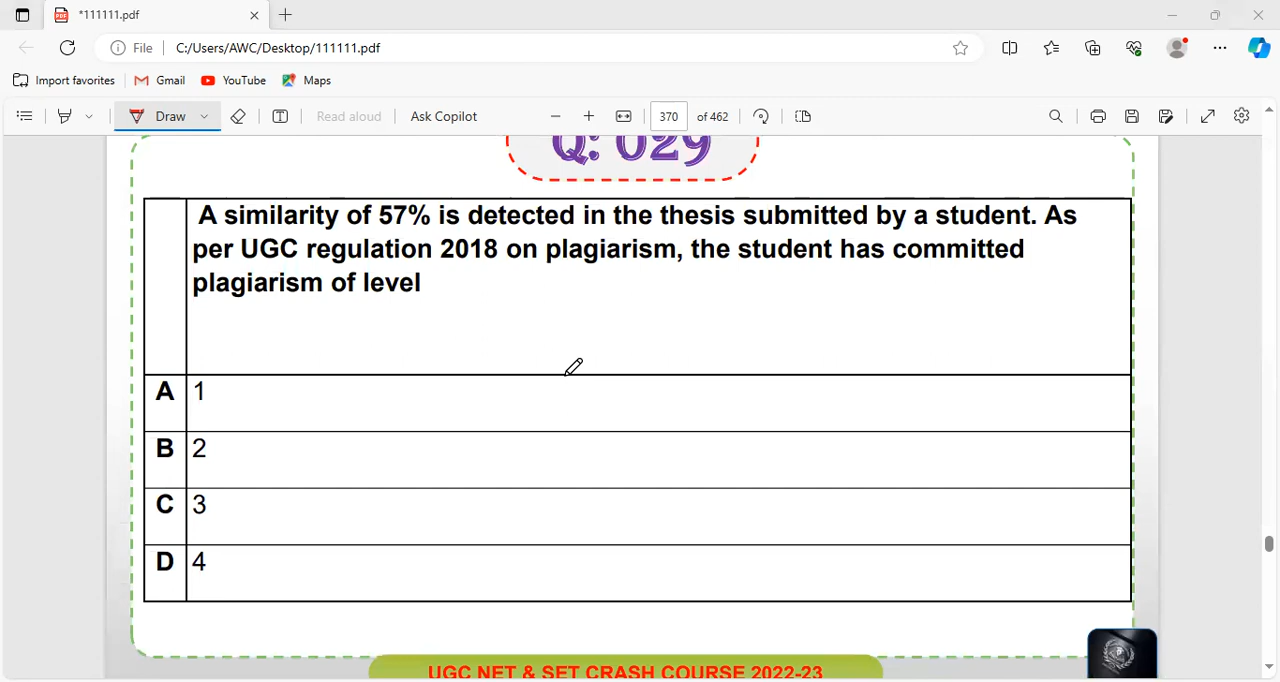 *111111.pdf
File C:/Users/AWC/Desktop/111111.pdf
Import favorites Gmail YouTube Maps
Draw Read aloud Ask Copilot 370 of 462
Q: 029
A similarity of 57% is detected in the thesis submitted by a student. As
per UGC regulation 2018 on plagiarism, the student has committed
plagiarism of level
A 1
B 2
C 3
D 4
UGC NET & SET CRASH COURSE 2022-23